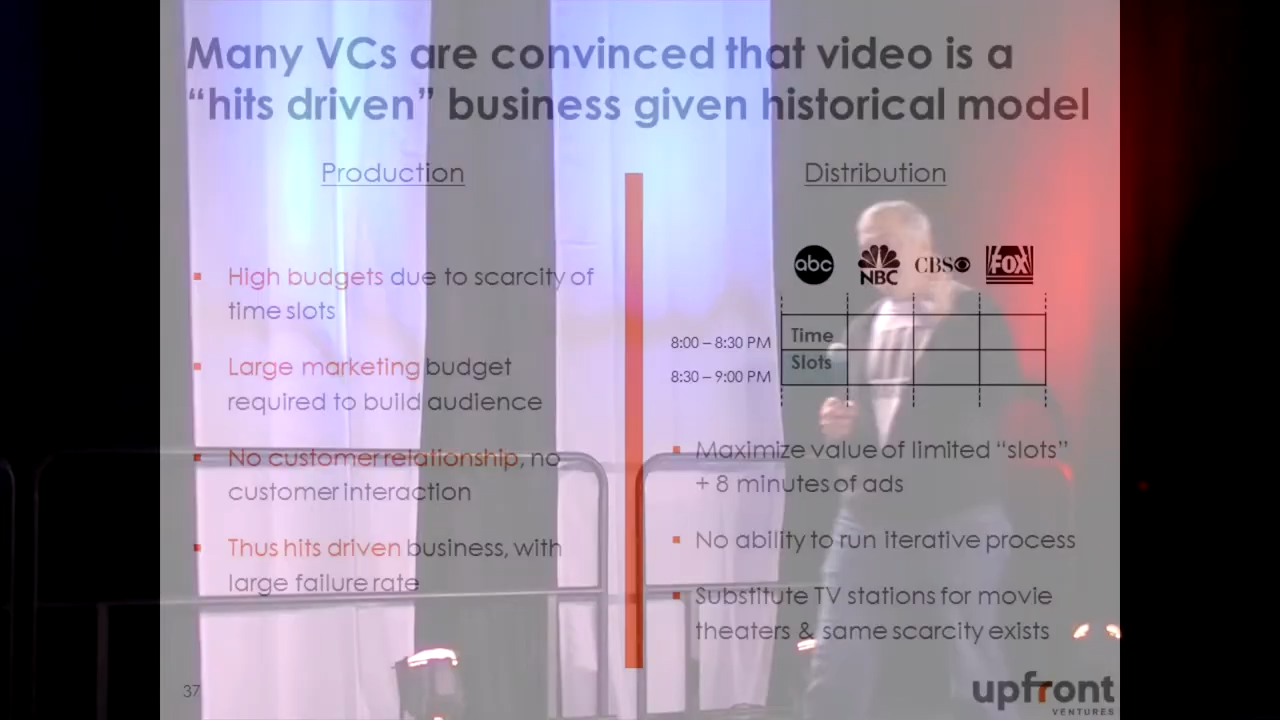 Many VCs are convinced that video is a
“hits driven” business given historical model
Production
High budgets due to scarcity of
time slots
Large marketing budget
required to build audience
No customer relationship, no
customer interaction
Thus hits driven business, with
large failure rate
Distribution
abc NBC CBS FOX
8:00 – 8:30 PM
8:30 – 9:00 PM
Time
Slots
Maximize value of limited “slots”
+ 8 minutes of ads
No ability to run iterative process
Substitute TV stations for movie
theaters & same scarcity exists
37
upfront
VENTURES